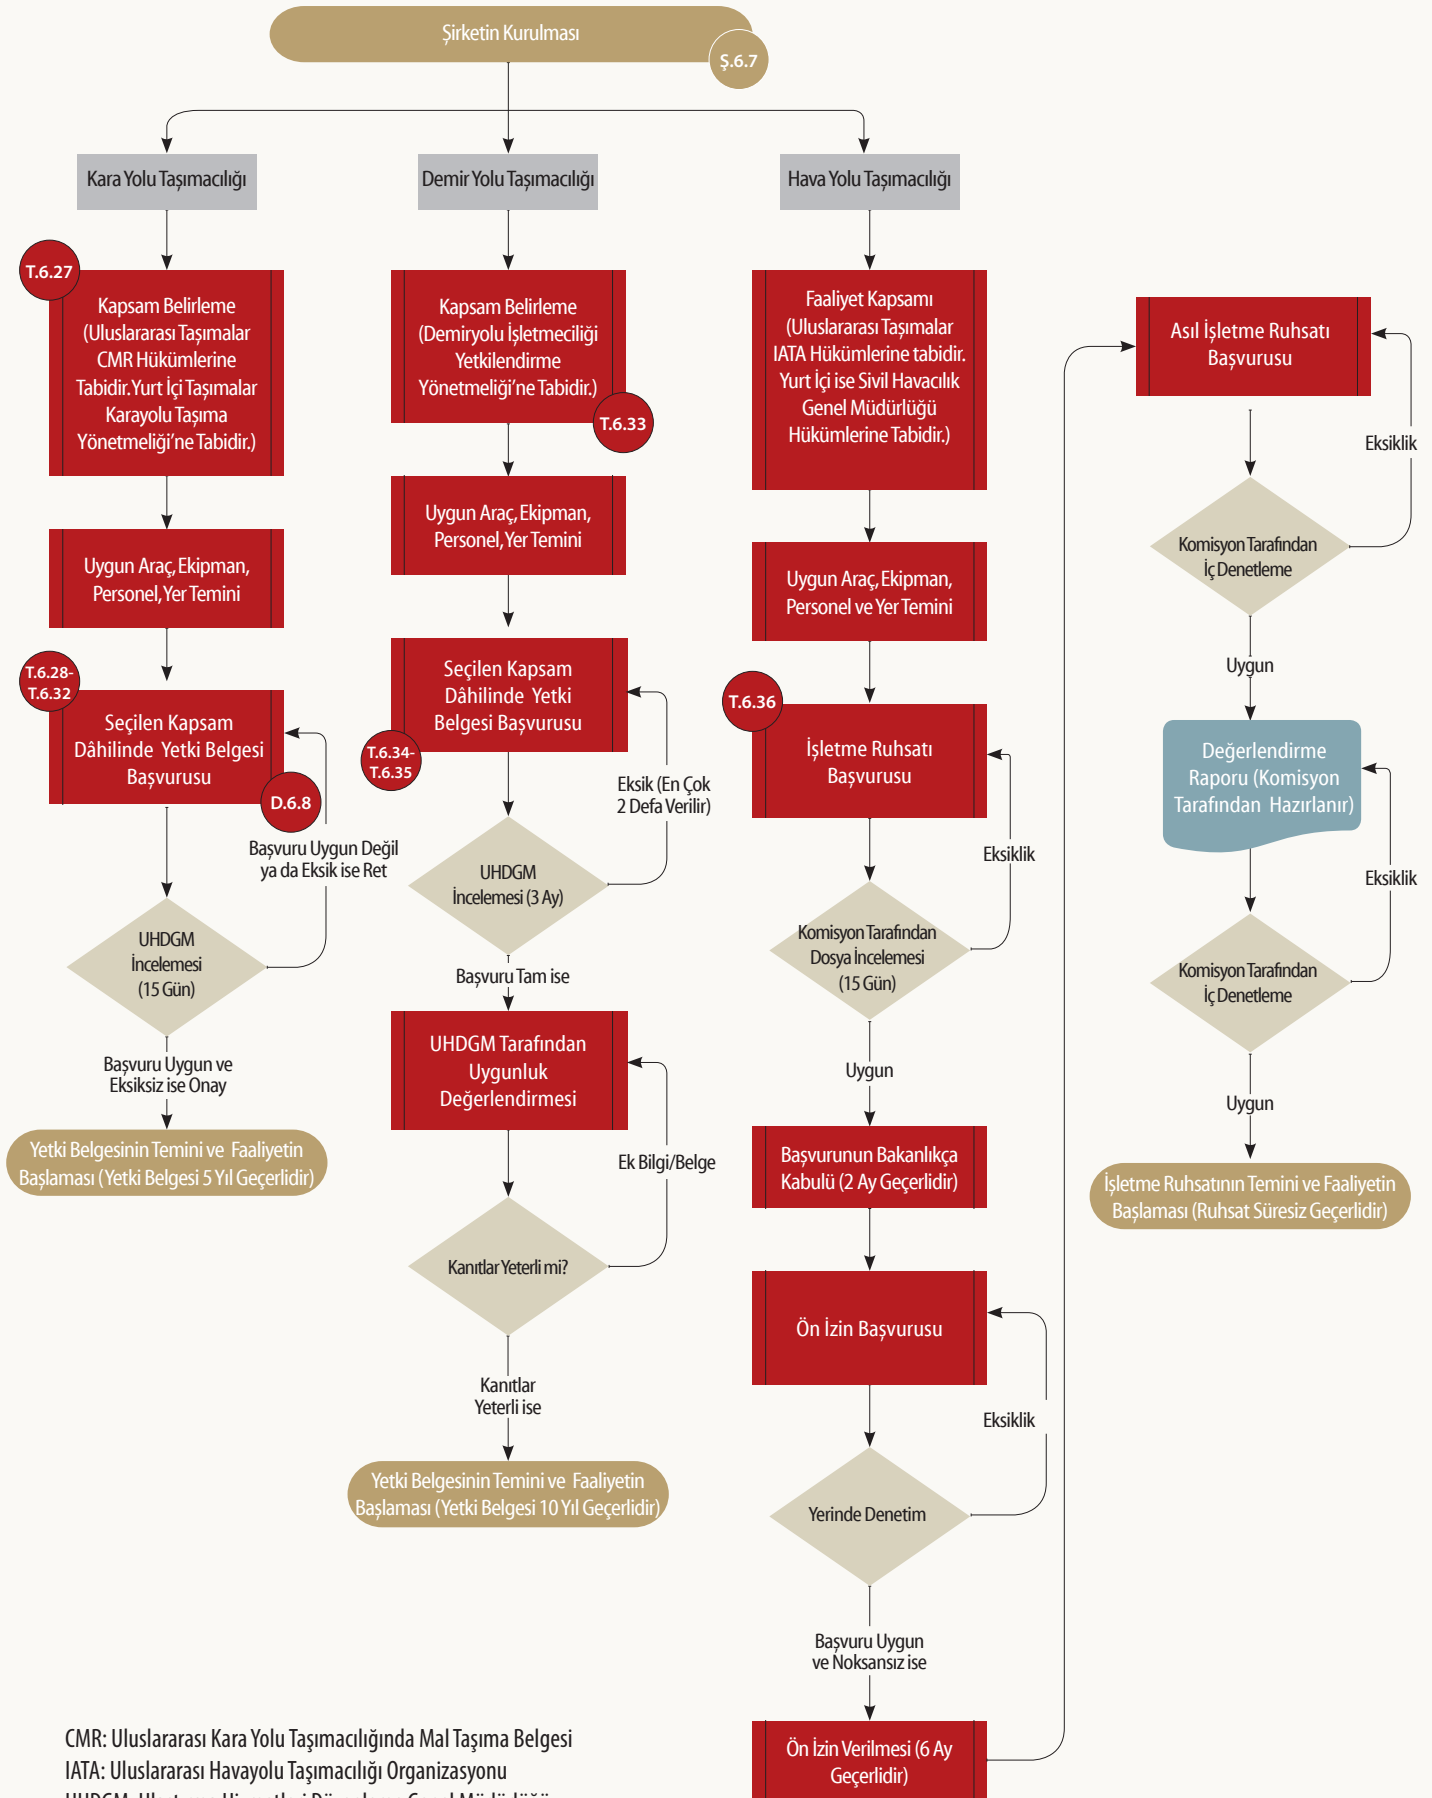 Şirketin Kurulması
Ş.6.7
Kara Yolu Taşımacılığı
T.6.27
Kapsam Belirleme
(Uluslararası Taşımalar
CMR Hükümlerine
Tabidir. Yurt İçi Taşımalar
Karayolu Taşıma
Yönetmeliği'ne Tabidir.)
Uygun Araç, Ekipman,
Personel, Yer Temini
T.6.28-
T.6.32
Seçilen Kapsam
Dâhilinde Yetki Belgesi
Başvurusu
D.6.8
Başvuru Uygun Değil
ya da Eksik ise Ret
UHDGM
İncelemesi
(15 Gün)
Başvuru Uygun ve
Eksiksiz ise Onay
Yetki Belgesinin Temini ve Faaliyetin
Başlaması (Yetki Belgesi 5 Yıl Geçerlidir)
Demir Yolu Taşımacılığı
Kapsam Belirleme
(Demiryolu İşletmeciliği
Yetkilendirme
Yönetmeliği'ne Tabidir.)
T.6.33
Uygun Araç, Ekipman,
Personel, Yer Temini
Seçilen Kapsam
Dâhilinde Yetki
Belgesi Başvurusu
T.6.34-
T.6.35
Eksik (En Çok
2 Defa Verilir)
UHDGM
İncelemesi (3 Ay)
Başvuru Tam ise
UHDGM Tarafından
Uygunluk
Değerlendirmesi
Ek Bilgi/Belge
Kanıtlar Yeterli mi?
Kanıtlar
Yeterli ise
Yetki Belgesinin Temini ve Faaliyetin
Başlaması (Yetki Belgesi 10 Yıl Geçerlidir)
Hava Yolu Taşımacılığı
Faaliyet Kapsamı
(Uluslararası Taşımalar
IATA Hükümlerine tabidir.
Yurt İçi ise Sivil Havacılık
Genel Müdürlüğü
Hükümlerine Tabidir.)
Uygun Araç, Ekipman,
Personel ve Yer Temini
T.6.36
İşletme Ruhsatı
Başvurusu
Eksiklik
Komisyon Tarafından
Dosya İncelemesi
(15 Gün)
Uygun
Başvurunun Bakanlıkça
Kabulü (2 Ay Geçerlidir)
Ön İzin Başvurusu
Eksiklik
Yerinde Denetim
Başvuru Uygun
ve Noksansız ise
Ön İzin Verilmesi (6 Ay
Geçerlidir)
Asıl İşletme Ruhsatı
Başvurusu
Eksiklik
Komisyon Tarafından
İç Denetleme
Uygun
Değerlendirme
Raporu (Komisyon
Tarafından Hazırlanır)
Eksiklik
Komisyon Tarafından
İç Denetleme
Uygun
İşletme Ruhsatının Temini ve Faaliyetin
Başlaması (Ruhsat Süresiz Geçerlidir)
CMR: Uluslararası Kara Yolu Taşımacılığında Mal Taşıma Belgesi
IATA: Uluslararası Havayolu Taşımacılığı Organizasyonu